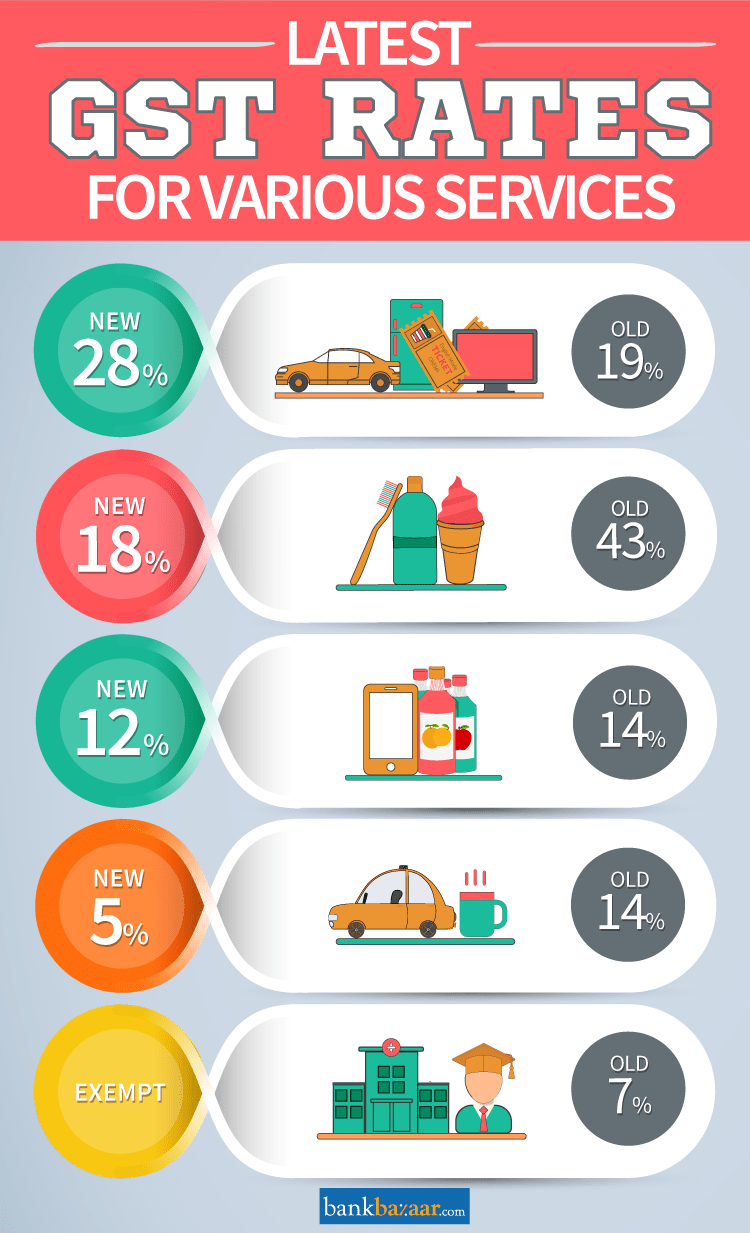 LATEST
GST RATES
FOR VARIOUS SERVICES
NEW
28%
TICKET
OLD
19%
NEW
18%
OLD
43%
NEW
12%
OLD
14%
NEW
5%
OLD
14%
EXEMPT
OLD
7%
bankbazaar.com